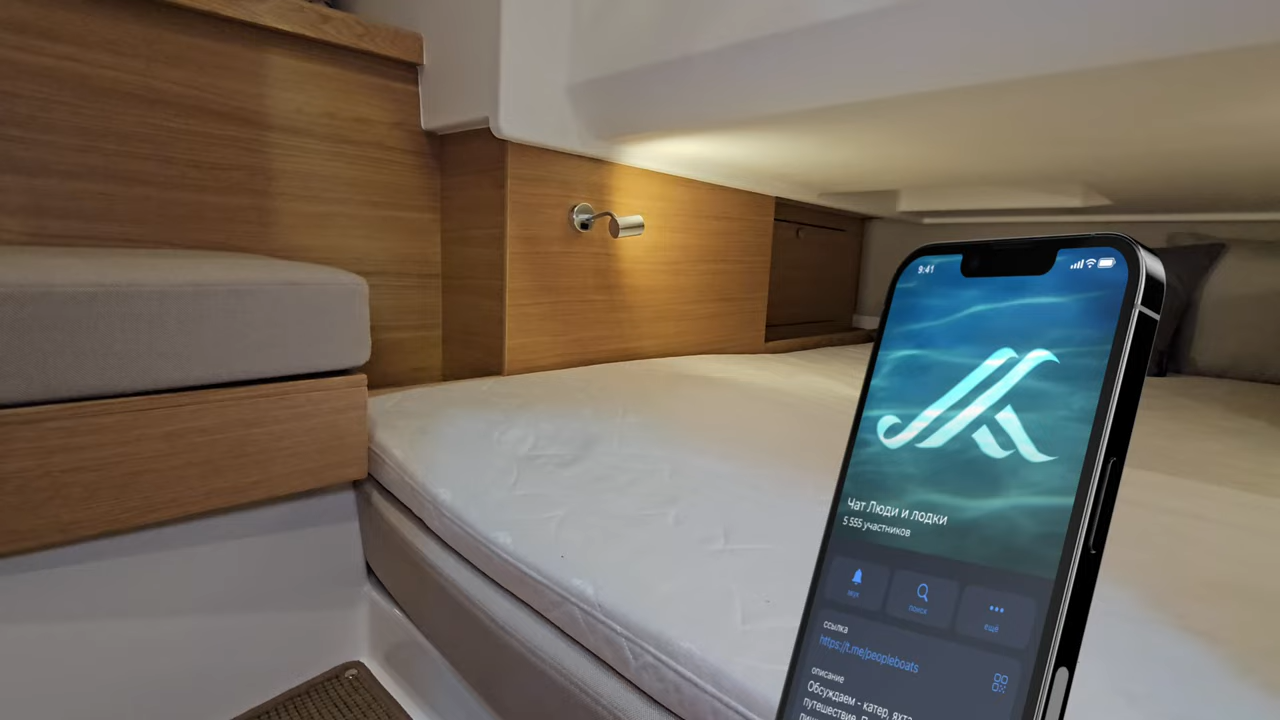 9:41
Чат Люди и лодки
5 555 участников
звук
поиск
ещё
ссылка
https://t.me/peopleboats
описание
Обсуждаем - катер, яхта
путешествие.